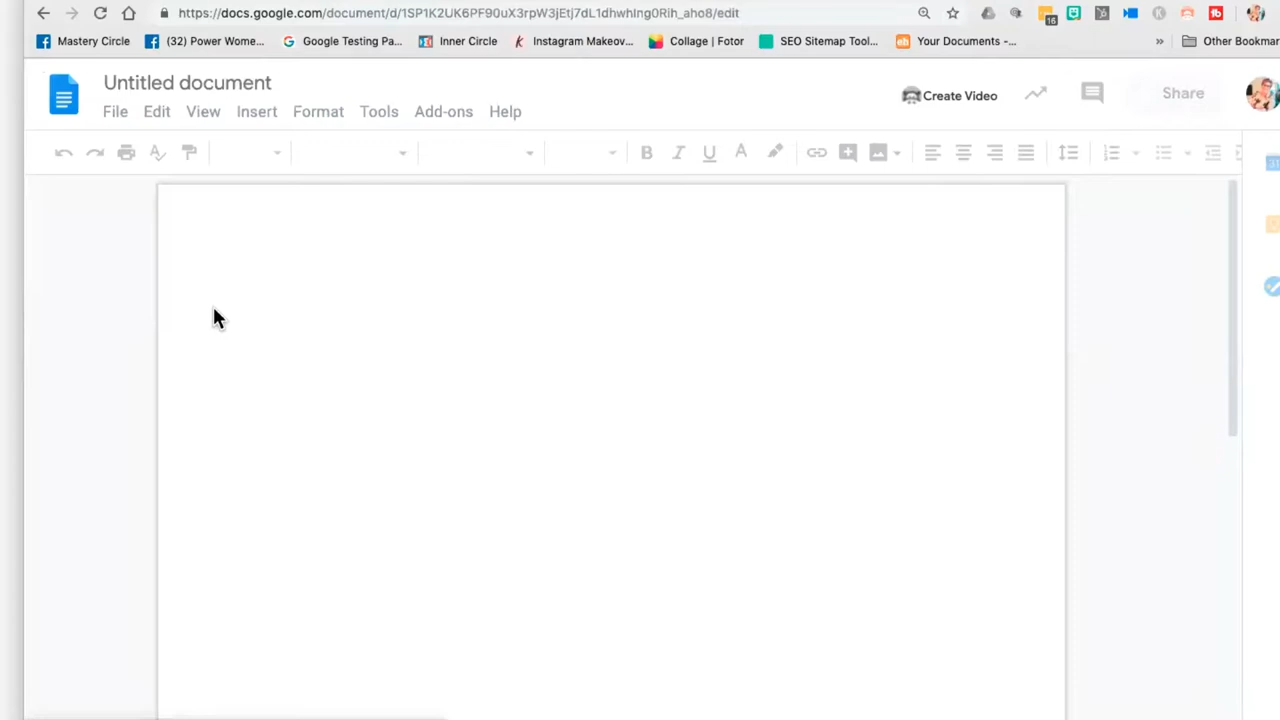 https://docs.google.com/document/d/1SP1K2UK6PF90uX3rpW3jEtj7dL1dhwhIng0Rih_aho8/edit
16
Mastery Circle (32) Power Wome... Google Testing Pa... Inner Circle Instagram Makeov... Collage | Fotor SEO Sitemap Tool... Your Documents -... » Other Bookmar
Untitled document
File Edit View Insert Format Tools Add-ons Help
Create Video
Share
B I U A
31